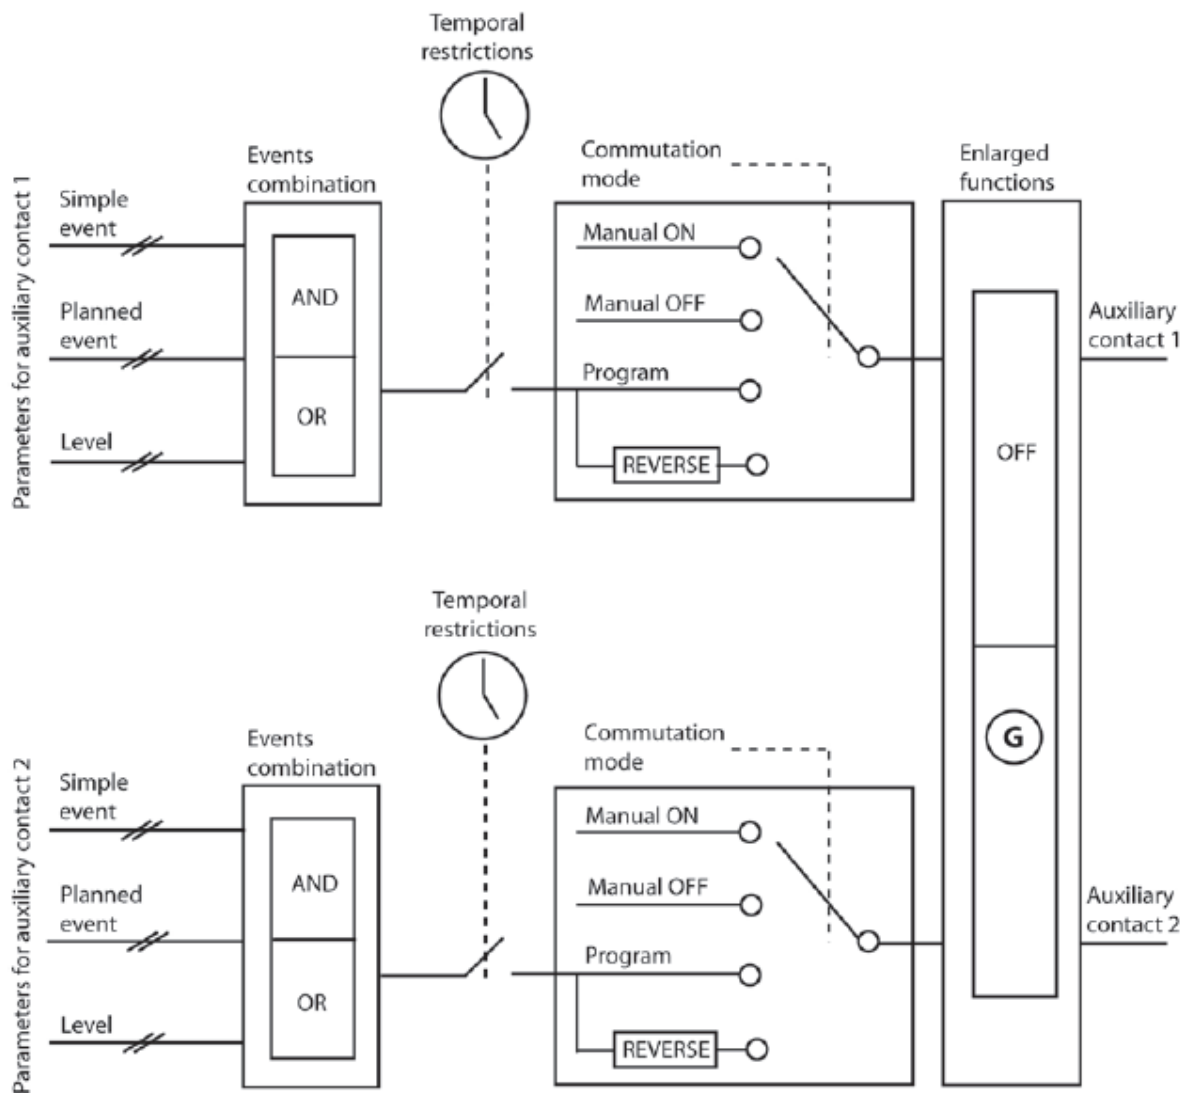 Temporal
restrictions
Parameters for auxiliary contact 1
Simple
event
Planned
event
Level
Events
combination
AND
OR
Commutation
mode
Manual ON
Manual OFF
Program
REVERSE
Enlarged
functions
OFF
G
Auxiliary
contact 1
Temporal
restrictions
Parameters for auxiliary contact 2
Simple
event
Planned
event
Level
Events
combination
AND
OR
Commutation
mode
Manual ON
Manual OFF
Program
REVERSE
Auxiliary
contact 2